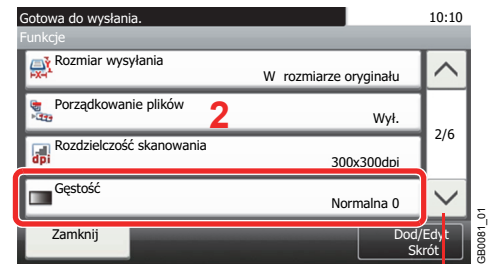 Gotowa do wysłania.
10:10
Funkcje
Rozmiar wysyłania
W rozmiarze oryginału
Porządkowanie plików
2
Wył.
2/6
Rozdzielczość skanowania
dpi
300x300dpi
Gęstość
Normalna 0
Zamknij
Dod/Edyt
Skrót
GB0081_01